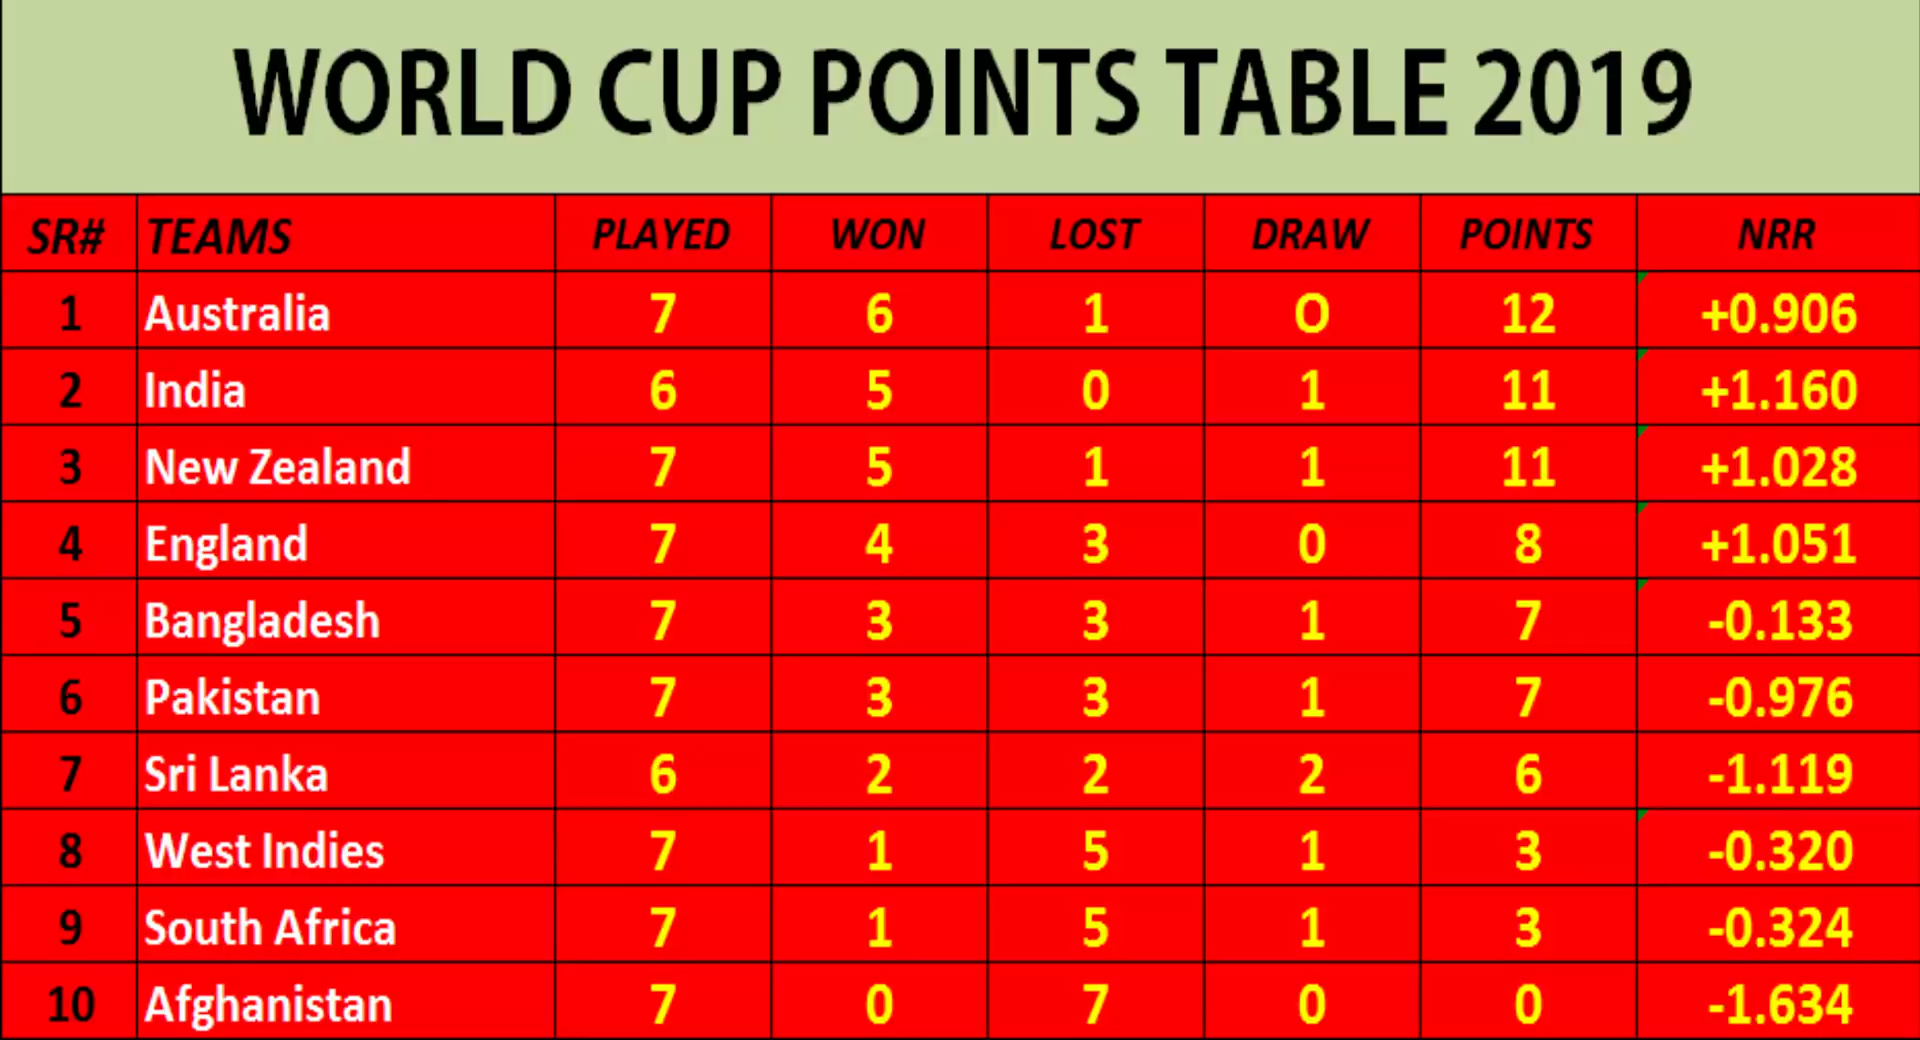 WORLD CUP POINTS TABLE 2019
SR# TEAMS PLAYED WON LOST DRAW POINTS NRR
1 Australia 7 6 1 O 12 +0.906
2 India 6 5 0 1 11 +1.160
3 New Zealand 7 5 1 1 11 +1.028
4 England 7 4 3 0 8 +1.051
5 Bangladesh 7 3 3 1 7 -0.133
6 Pakistan 7 3 3 1 7 -0.976
7 Sri Lanka 6 2 2 2 6 -1.119
8 West Indies 7 1 5 1 3 -0.320
9 South Africa 7 1 5 1 3 -0.324
10 Afghanistan 7 0 7 0 0 -1.634